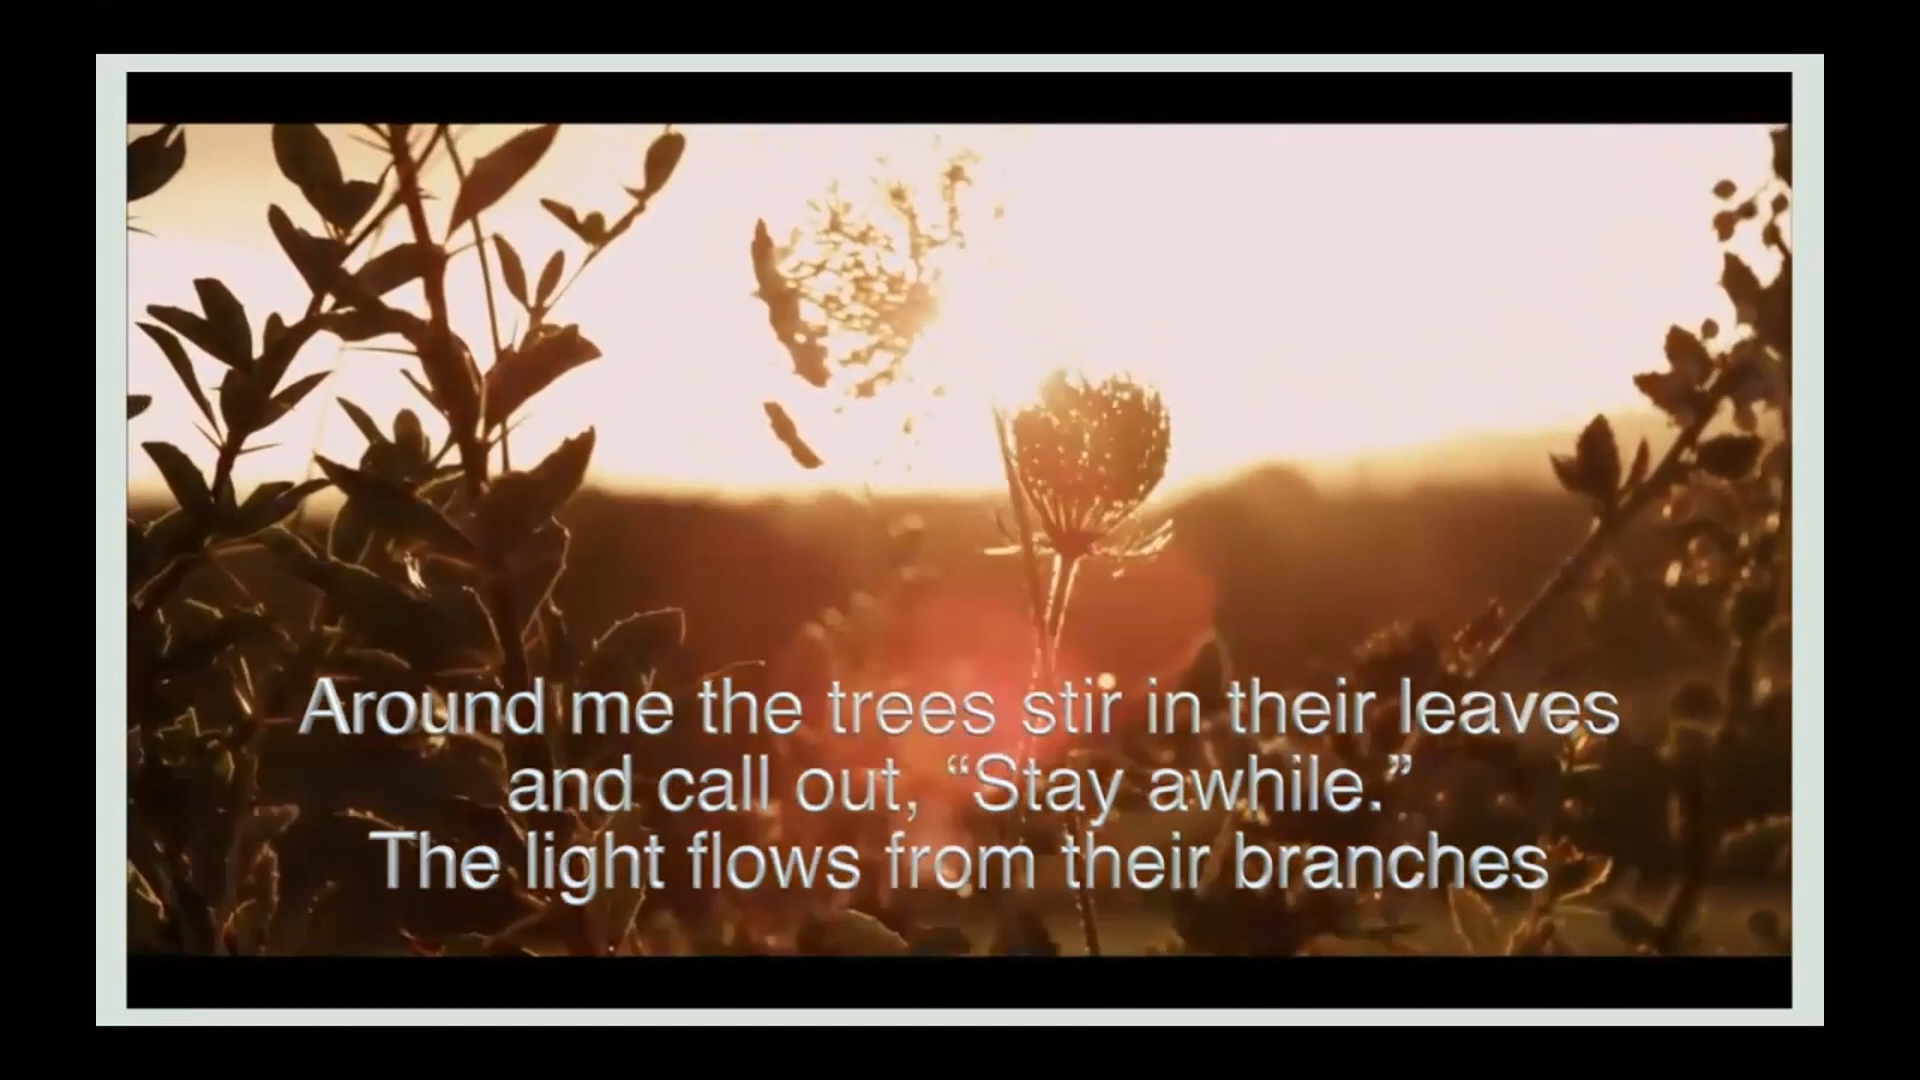 Around me the trees stir in their leaves
and call out, “Stay awhile.”
The light flows from their branches